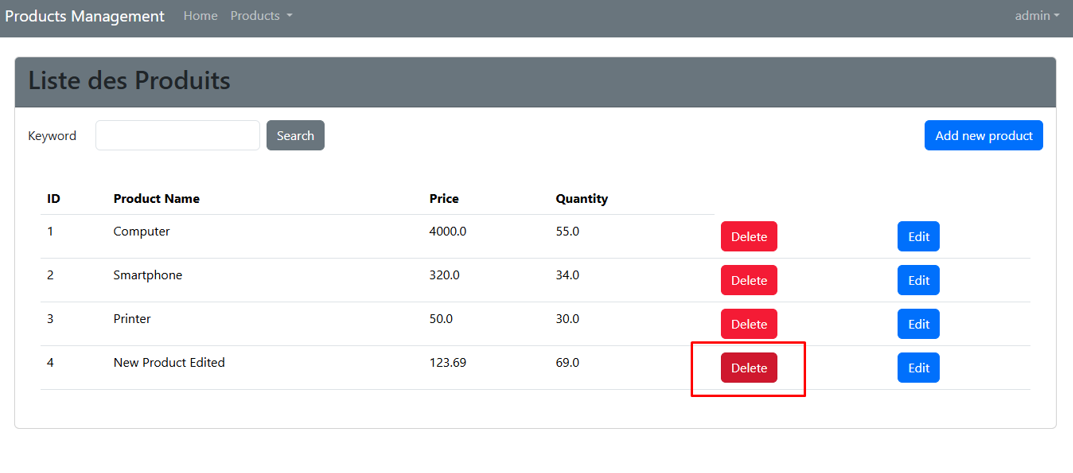 Products Management Home Products admin
Liste des Produits
Keyword Search Add new product
ID Product Name Price Quantity
1 Computer 4000.0 55.0 Delete Edit
2 Smartphone 320.0 34.0 Delete Edit
3 Printer 50.0 30.0 Delete Edit
4 New Product Edited 123.69 69.0 Delete Edit